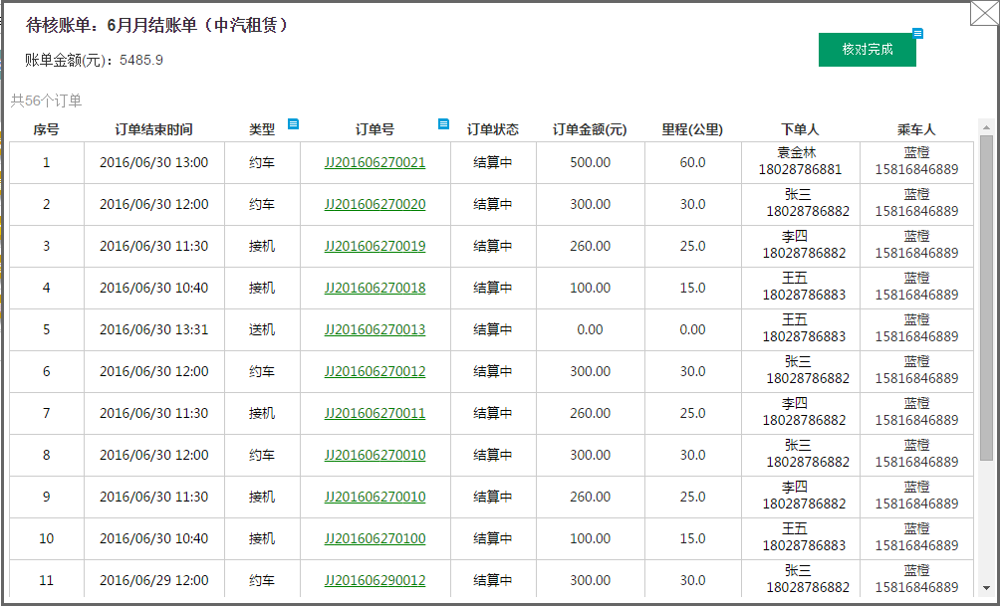 待核账单：6月月结账单（中汽租赁）
账单金额(元)：5485.9
核对完成
共56个订单
序号 订单结束时间 类型 订单号 订单状态 订单金额(元) 里程(公里) 下单人 乘车人
1 2016/06/30 13:00 约车 JJ201606270021 结算中 500.00 60.0 袁金林 18028786881 蓝橙 15816846889
2 2016/06/30 12:00 约车 JJ201606270020 结算中 300.00 30.0 张三 18028786882 蓝橙 15816846889
3 2016/06/30 11:30 接机 JJ201606270019 结算中 260.00 25.0 李四 18028786882 蓝橙 15816846889
4 2016/06/30 10:40 接机 JJ201606270018 结算中 100.00 15.0 王五 18028786883 蓝橙 15816846889
5 2016/06/30 13:31 送机 JJ201606270013 结算中 0.00 0.00 王五 18028786883 蓝橙 15816846889
6 2016/06/30 12:00 约车 JJ201606270012 结算中 300.00 30.0 张三 18028786882 蓝橙 15816846889
7 2016/06/30 11:30 接机 JJ201606270011 结算中 260.00 25.0 李四 18028786882 蓝橙 15816846889
8 2016/06/30 12:00 约车 JJ201606270010 结算中 300.00 30.0 张三 18028786882 蓝橙 15816846889
9 2016/06/30 11:30 接机 JJ201606270010 结算中 260.00 25.0 李四 18028786882 蓝橙 15816846889
10 2016/06/30 10:40 接机 JJ201606270100 结算中 100.00 15.0 王五 18028786883 蓝橙 15816846889
11 2016/06/29 12:00 约车 JJ201606290012 结算中 300.00 30.0 张三 18028786882 蓝橙 15816846889